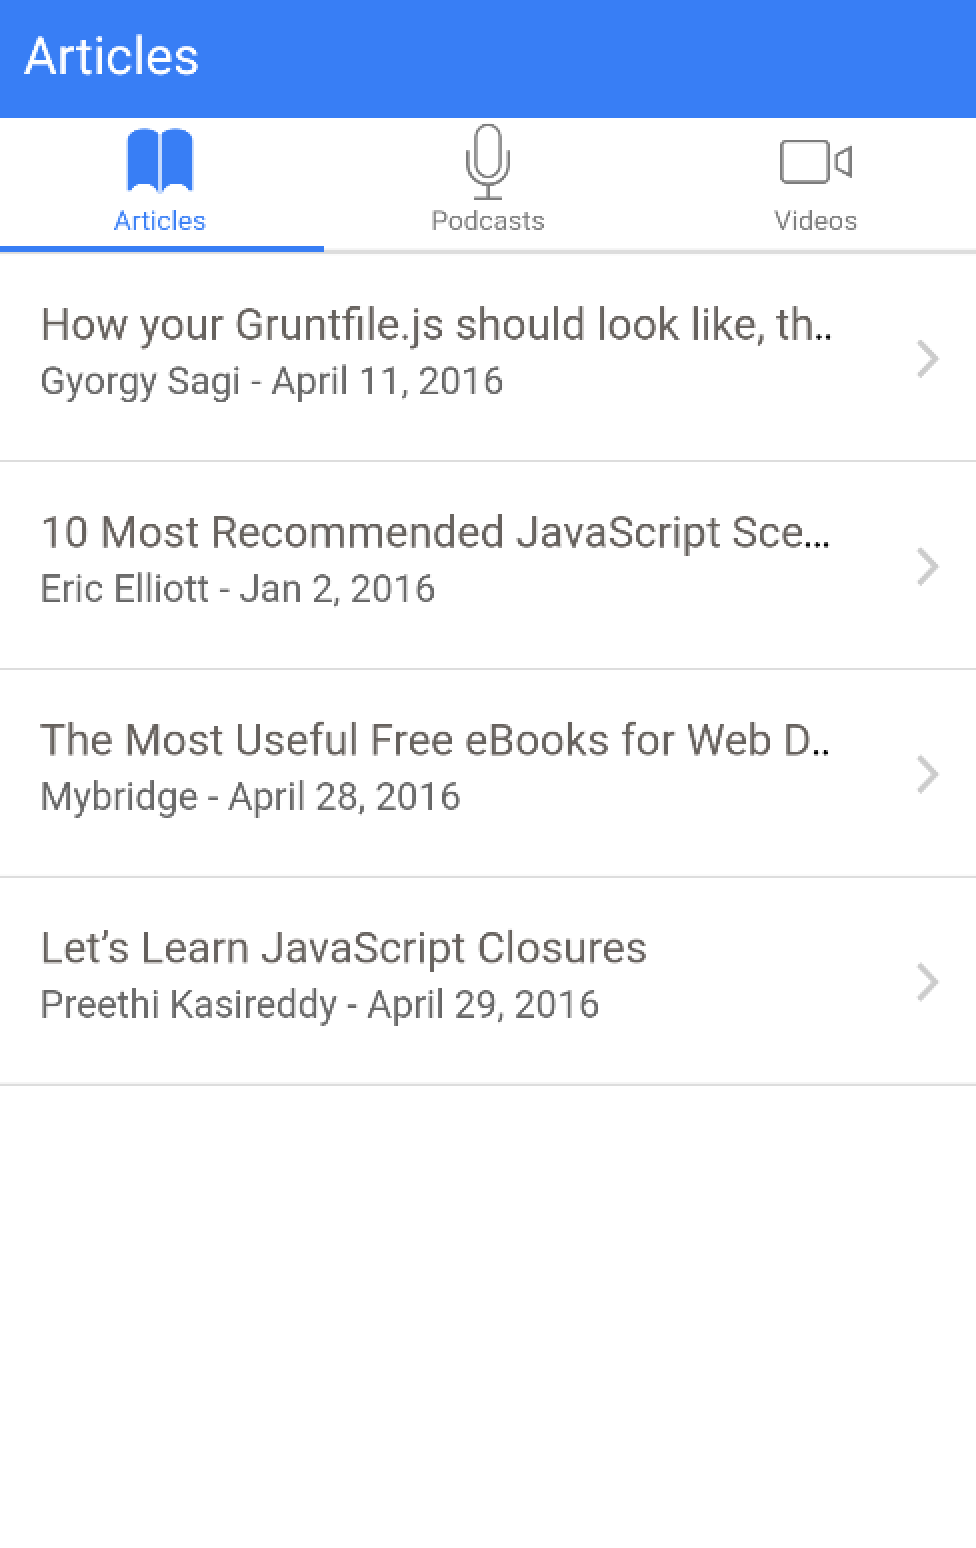 Articles
Articles Podcasts Videos
How your Gruntfile.js should look like, th..
Gyorgy Sagi - April 11, 2016
10 Most Recommended JavaScript Sce...
Eric Elliott - Jan 2, 2016
The Most Useful Free eBooks for Web D..
Mybridge - April 28, 2016
Let’s Learn JavaScript Closures
Preethi Kasireddy - April 29, 2016